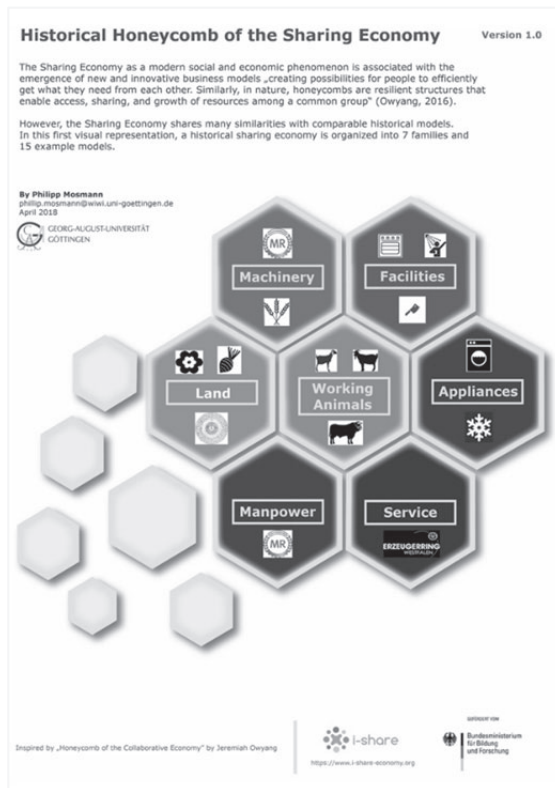 Historical Honeycomb of the Sharing Economy
Version 1.0
The Sharing Economy as a modern social and economic phenomenon is associated with the
emergence of new and innovative business models „creating possibilities for people to efficiently
get what they need from each other. Similarly, in nature, honeycombs are resilient structures that
enable access, sharing, and growth of resources among a common group“ (Owyang, 2016).
However, the Sharing Economy shares many similarities with comparable historical models.
In this first visual representation, a historical sharing economy is organized into 7 families and
15 example models.
By Philipp Mosmann
phillip.mosmann@wiwi.uni-goettingen.de
April 2018
GEORG-AUGUST-UNIVERSITÄT
GÖTTINGEN
MR
Machinery
Facilities
Land
Working
Animals
Appliances
Manpower
MR
Service
ERZEUGERRING
WESTFALEN
Inspired by „Honeycomb of the Collaborative Economy“ by Jeremiah Owyang
i-share
https://www.i-share-economy.org
GEFÖRDERT VOM
Bundesministerium
für Bildung
und Forschung